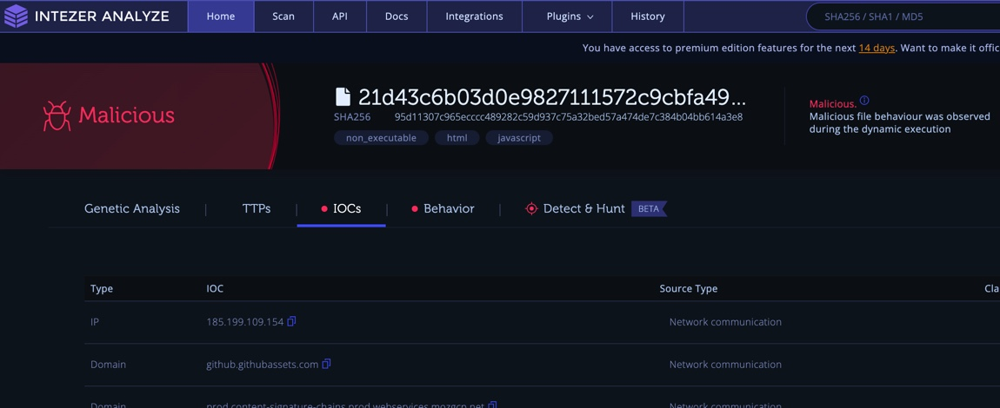 INTEZER ANALYZE Home Scan API Docs Integrations Plugins History SHA256 / SHA1 / MD5
You have access to premium edition features for the next 14 days. Want to make it offic
Malicious
21d43c6b03d0e9827111572c9cbfa49...
SHA256 95d11307c965ecccc489282c59d937c75a32bed57a474de7c384b04bb614a3e8
non_executable html javascript
Malicious.
Malicious file behaviour was observed
during the dynamic execution
Genetic Analysis TTPs IOCs Behavior Detect & Hunt BETA
Type IOC Source Type Cla
IP 185.199.109.154 Network communication
Domain github.githubassets.com Network communication
Domain prod.content-signature-chains.prod.webservices.mozgcp.net Network communication